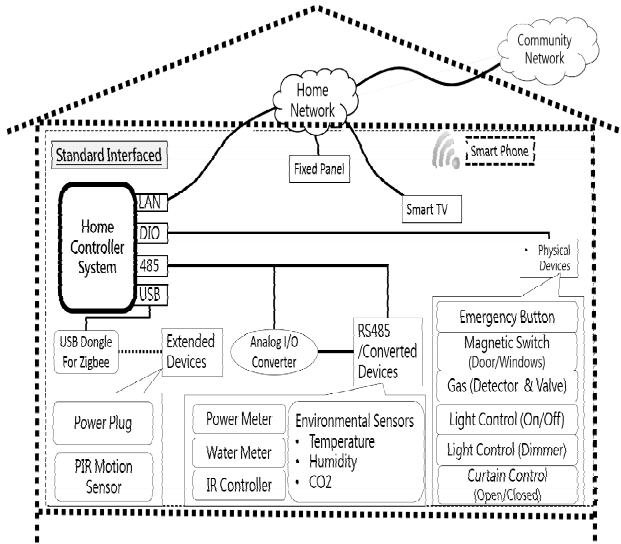 Community
Network
Home
Network
Standard Interfaced
Smart Phone
Fixed Panel
Smart TV
Home
Controller
System
LAN
DIO
485
USB
• Physical
Devices
USB Dongle
For Zigbee
Extended
Devices
Analog I/O
Converter
RS485
/Converted
Devices
Power Plug
PIR Motion
Sensor
Power Meter
Water Meter
IR Controller
Environmental Sensors
• Temperature
• Humidity
• CO2
Emergency Button
Magnetic Switch
(Door/Windows)
Gas (Detector & Valve)
Light Control (On/Off)
Light Control (Dimmer)
Curtain Control
(Open/Closed)